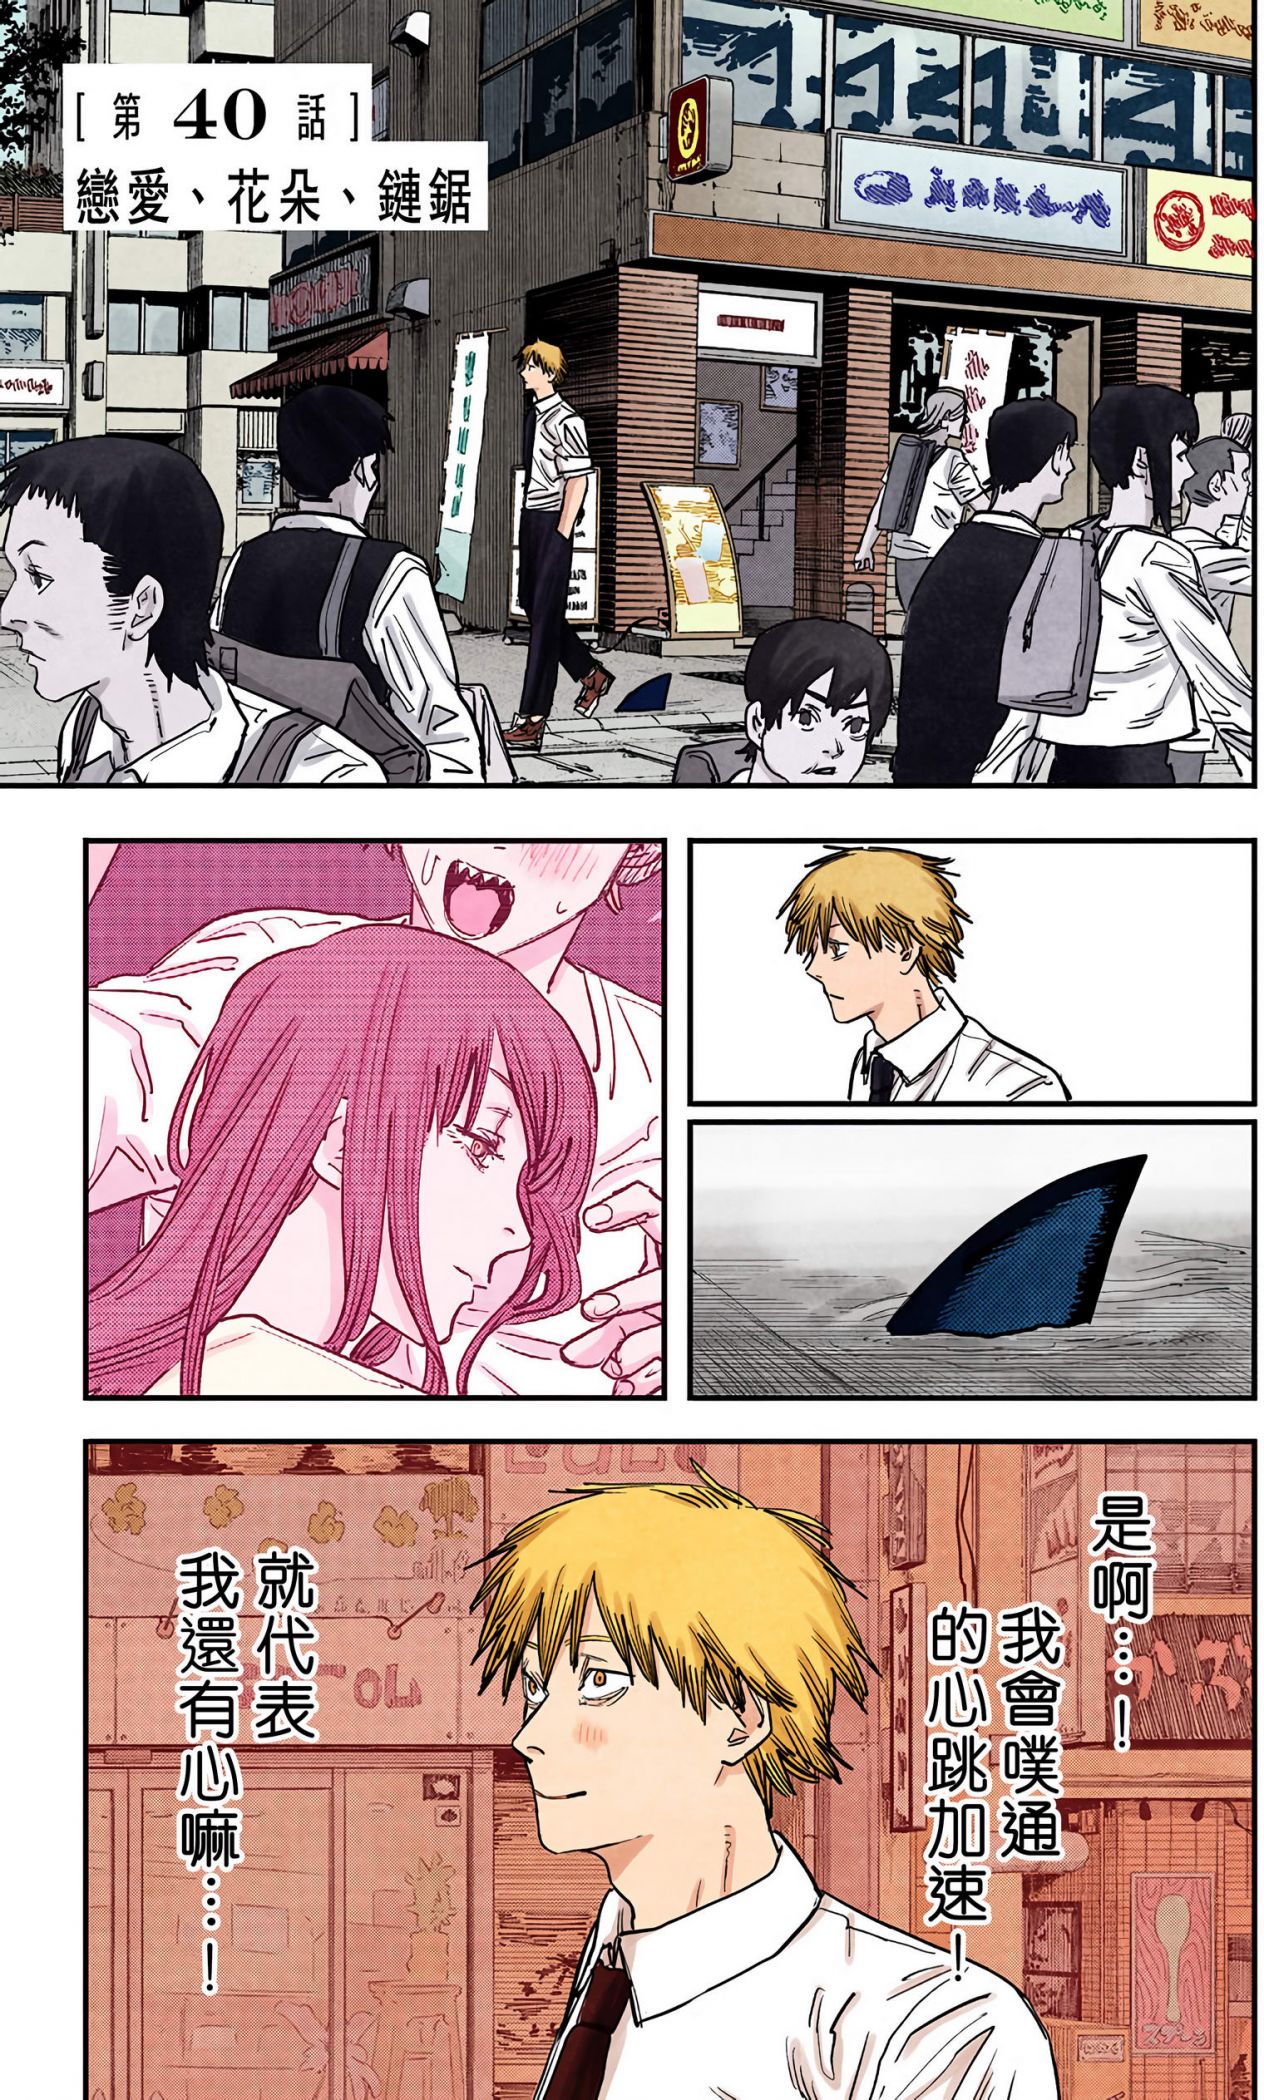 [第40話]
戀愛、花朵、鏈鋸
是啊…！
我會噗通
的心跳加速！
就代表
我還有心嘛…！